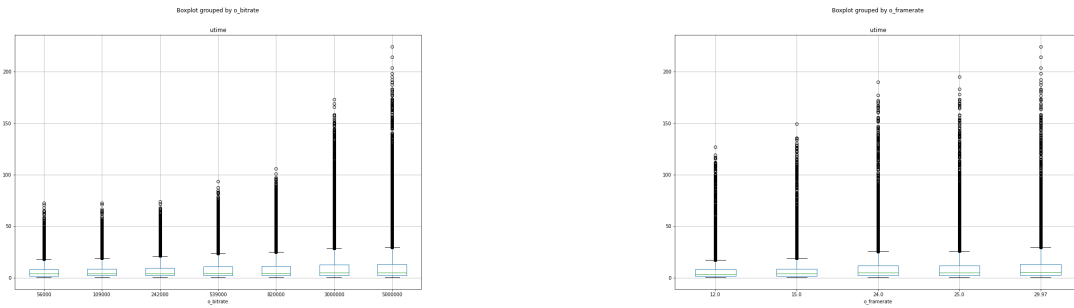 Boxplot grouped by o_bitrate
utime
200
150
100
50
0
56000 109000 242000 539000 820000 3000000 5000000
o_bitrate
Boxplot grouped by o_framerate
utime
200
150
100
50
0
12.0 15.0 24.0 25.0 29.97
o_framerate